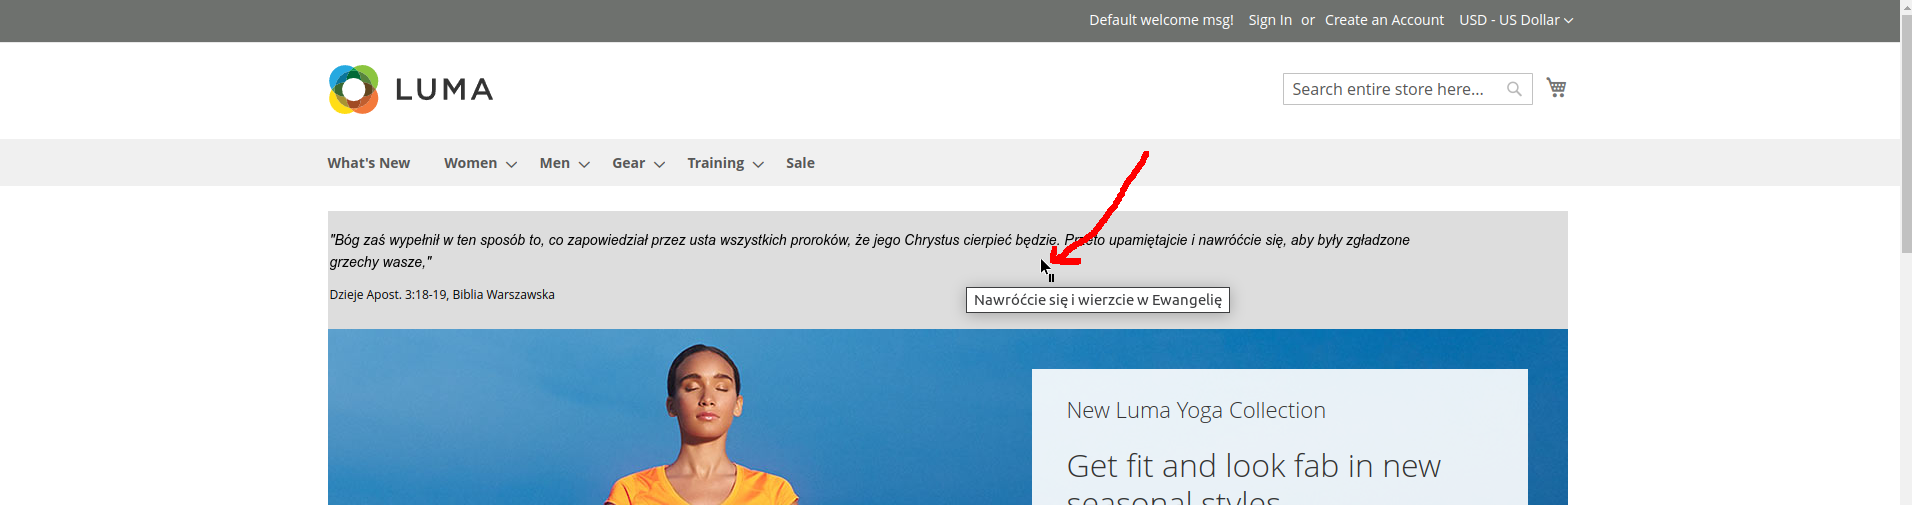 Default welcome msg! Sign In or Create an Account USD - US Dollar
LUMA
Search entire store here...
What's New Women Men Gear Training Sale
"Bóg zaś wypełnił w ten sposób to, co zapowiedział przez usta wszystkich proroków, że jego Chrystus cierpieć będzie. Przeto upamiętajcie i nawróćcie się, aby były zgładzone
grzechy wasze,"
Dzieje Apost. 3:18-19, Biblia Warszawska
Nawróćcie się i wierzcie w Ewangelię
New Luma Yoga Collection
Get fit and look fab in new
seasonal styles